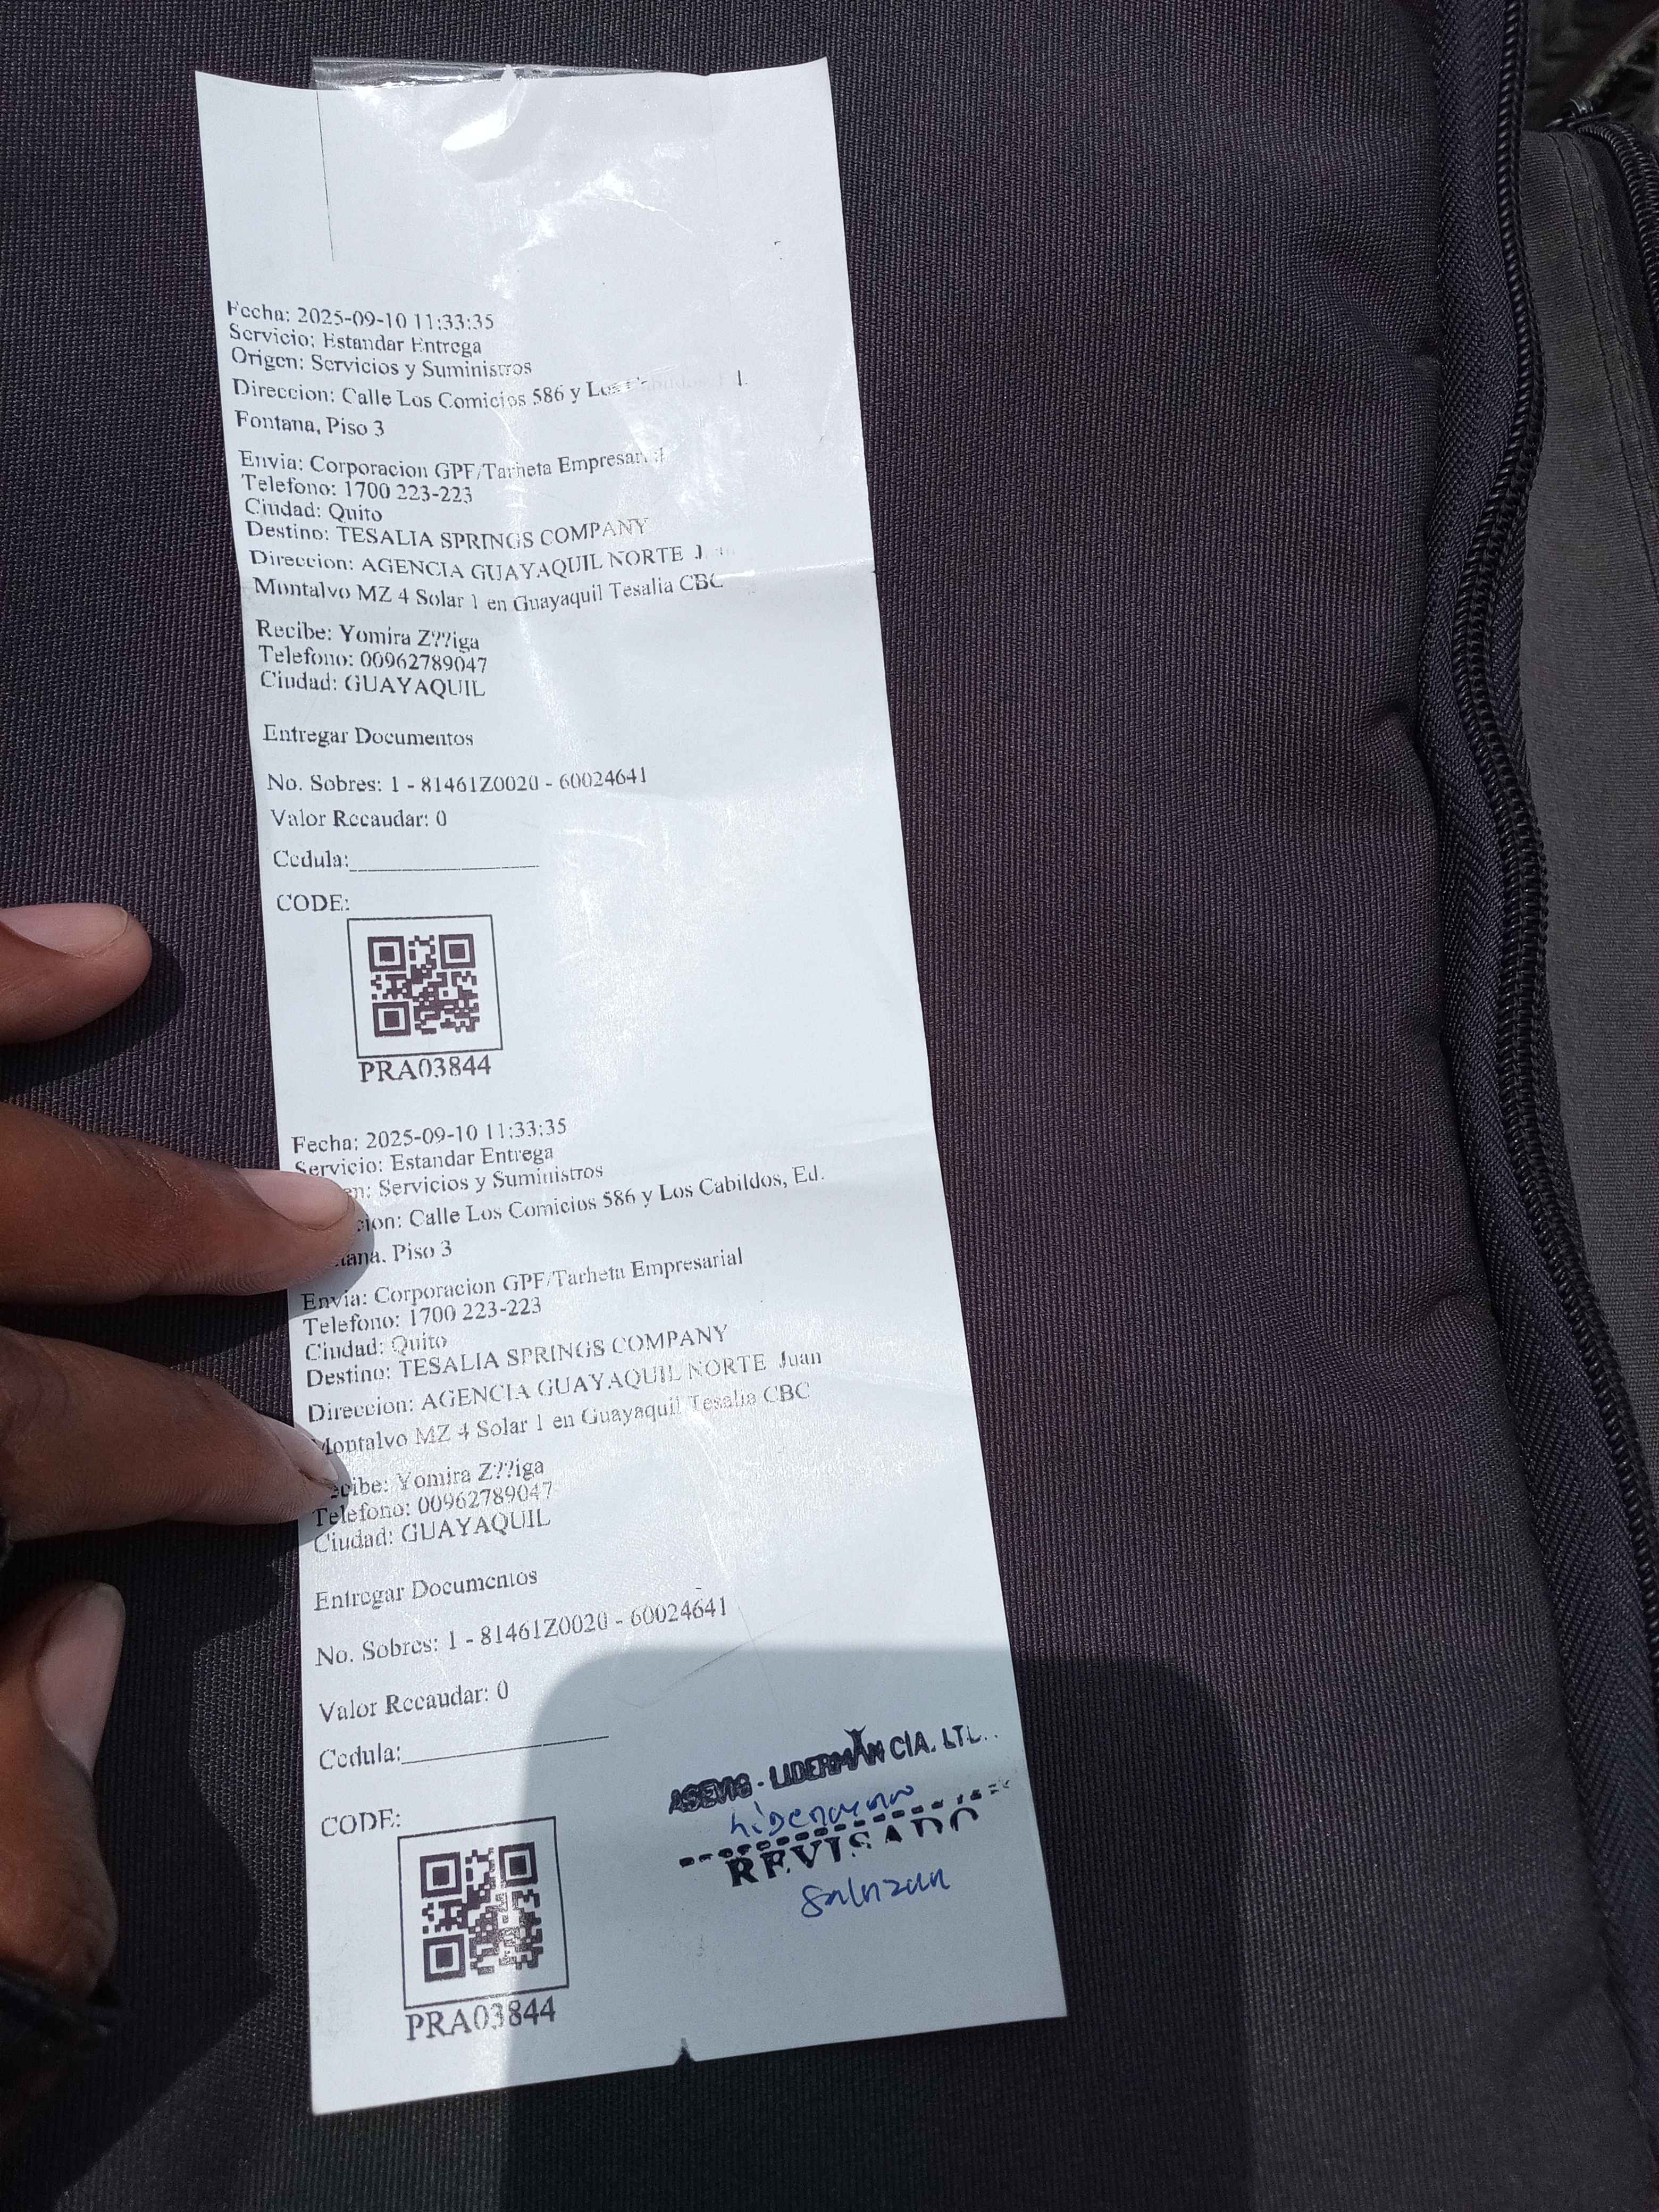 Fecha: 2025-09-10 11:33:35
Servicio: Estandar Entrega
Origen: Servicios y Suministros
Direccion: Calle Los Comicios 586 y Los
Fontana, Piso 3
Envia: Corporacion GPF/Tarheta
Telefono: 1700 223-223
Ciudad: Quito
Destino: TESALIA SPRINGS COMPANY
Direccion: AGENCIA GUAYAQUIL NORTE
Montalvo MZ 4 Solar 1 en Guayaquil Tesalia CBC
Recibe: Yomira Z??iga
Telefono: 00962789047
Ciudad: GUAYAQUIL
Entregar Documentos
No. Sobres: 1 - 81461Z0020 - 60024641
Valor Recaudar: 0
Cedula:
CODE:
PRA03844
Fecha: 2025-09-10 11:33:35
Servicio: Estandar Entrega
en: Servicios y Suministros
cion: Calle Los Comicios 586 y Los Cabildos, Ed.
tana, Piso 3
Envia: Corporacion GPF/Tarheta Empresarial
Telefono: 1700 223-223
Ciudad: Quito
Destino: TESALIA SPRINGS COMPANY
Direccion: AGENCIA GUAYAQUIL NORTE Juan
Montalvo MZ 4 Solar 1 en Guayaquil Tesalia CBC
cibe: Yomira Z??iga
Telefono: 00962789047
Ciudad: GUAYAQUIL
Entregar Documentos
No. Sobres: 1 - 81461Z0020 - 60024641
Valor Recaudar: 0
Cedula:
CODE:
PRA03844
ASEVIG - LIDERMAN CIA.
REVISADO